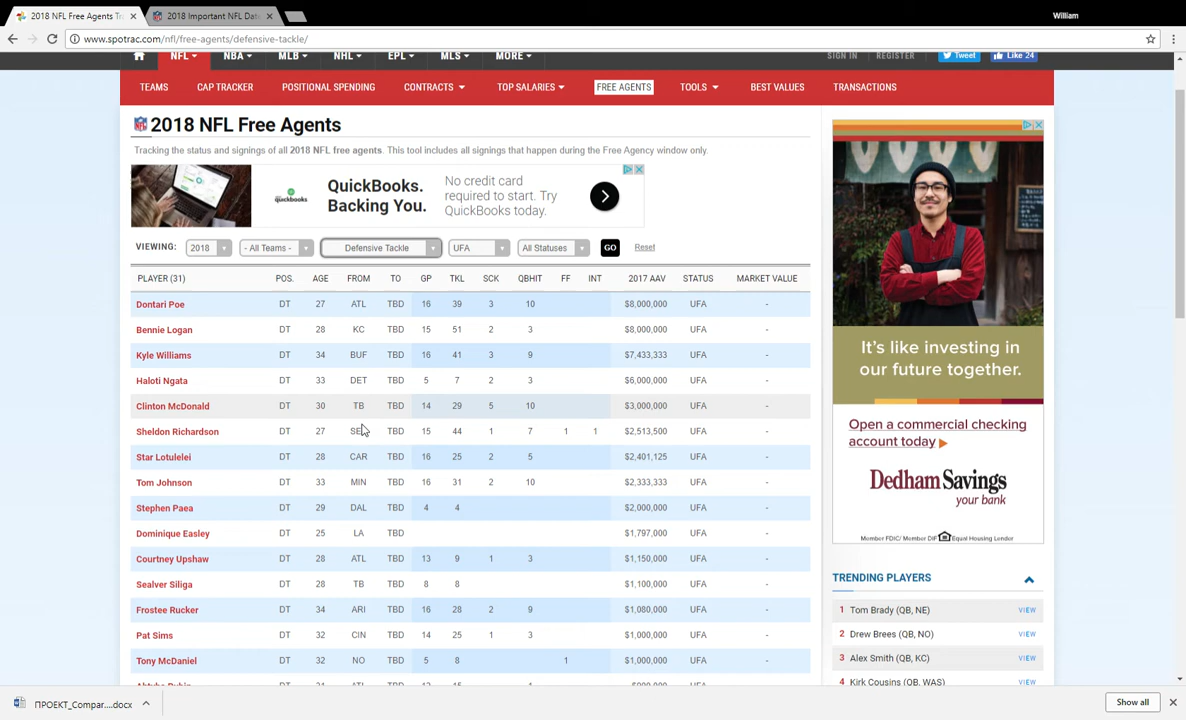 2018 NFL Free Agents Tr
2018 Important NFL Dat
William
www.spotrac.com/nfl/free-agents/defensive-tackle/
NFL NBA MLB NHL EPL MLS MORE SIGN IN REGISTER Tweet Like 24
TEAMS CAP TRACKER POSITIONAL SPENDING CONTRACTS TOP SALARIES FREE AGENTS TOOLS BEST VALUES TRANSACTIONS
2018 NFL Free Agents
Tracking the status and signings of all 2018 NFL free agents. This tool includes all signings that happen during the Free Agency window only.
quickbooks.
QuickBooks.
Backing You.
No credit card
required to start. Try
QuickBooks today.
VIEWING: 2018 - All Teams - Defensive Tackle UFA All Statuses GO Reset
PLAYER (31) POS. AGE FROM TO GP TKL SCK QBHIT FF INT 2017 AAV STATUS MARKET VALUE
Dontari Poe DT 27 ATL TBD 16 39 3 10 $8,000,000 UFA -
Bennie Logan DT 28 KC TBD 15 51 2 3 $8,000,000 UFA -
Kyle Williams DT 34 BUF TBD 16 41 3 9 $7,433,333 UFA -
Haloti Ngata DT 33 DET TBD 5 7 2 3 $6,000,000 UFA -
Clinton McDonald DT 30 TB TBD 14 29 5 10 $3,000,000 UFA -
Sheldon Richardson DT 27 TBD 15 44 1 7 1 1 $2,513,500 UFA -
Star Lotulelei DT 28 CAR TBD 16 25 2 5 $2,401,125 UFA -
Tom Johnson DT 33 MIN TBD 16 31 2 10 $2,333,333 UFA -
Stephen Paea DT 29 DAL TBD 4 4 $2,000,000 UFA -
Dominique Easley DT 25 LA TBD $1,797,000 UFA -
Courtney Upshaw DT 28 ATL TBD 13 9 1 3 $1,150,000 UFA -
Sealver Siliga DT 28 TB TBD 8 8 $1,100,000 UFA -
Frostee Rucker DT 34 ARI TBD 16 28 2 9 $1,080,000 UFA -
Pat Sims DT 32 CIN TBD 14 25 1 3 $1,000,000 UFA -
Tony McDaniel DT 32 NO TBD 5 8 1 $1,000,000 UFA -
It's like investing in
our future together.
Open a commercial checking
account today
Dedham Savings
your bank
Member FDIC/ Member DIF Equal Housing Lender
TRENDING PLAYERS
1 Tom Brady (QB, NE) VIEW
2 Drew Brees (QB, NO) VIEW
3 Alex Smith (QB, KC) VIEW
4 Kirk Cousins (QB, WAS) VIEW
ПРОЕКТ_Compar....docx
Show all